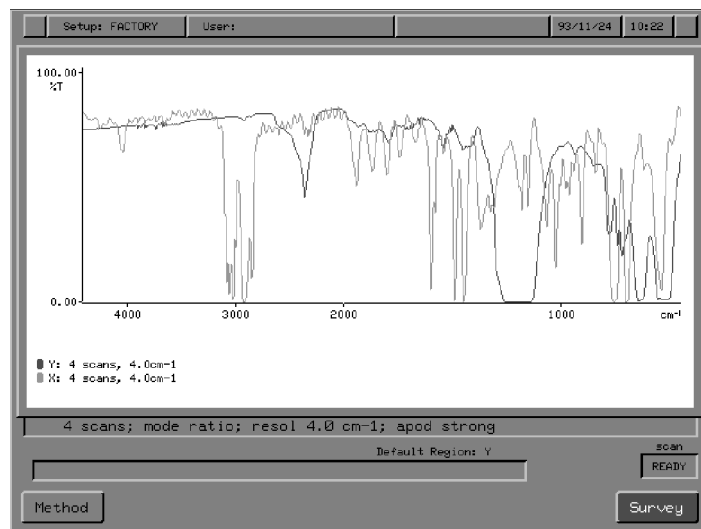 Setup: FACTORY User: 93/11/24 10:22
100.00
%T
0.00
4000 3000 2000 1000 cm-1
Y: 4 scans, 4.0cm-1
X: 4 scans, 4.0cm-1
4 scans; mode ratio; resol 4.0 cm-1; apod strong
Default Region: Y
scan
READY
Method
Survey